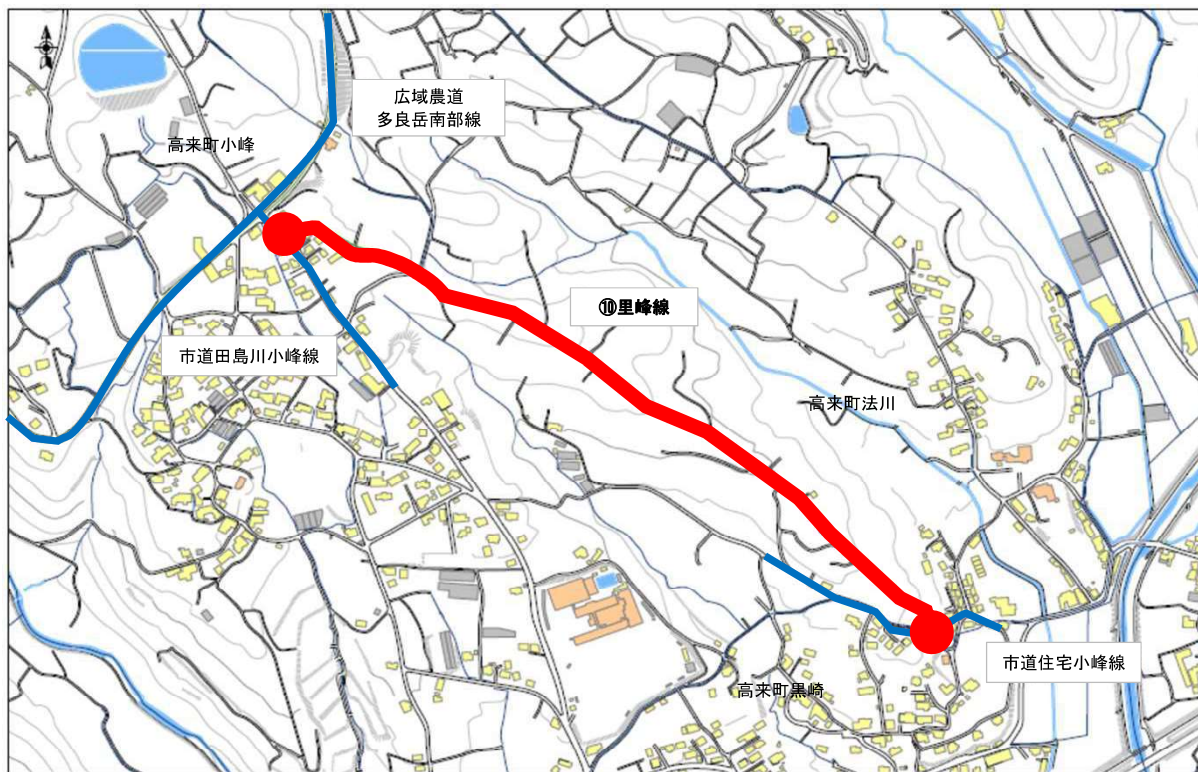 広域農道
多良岳南部線
高来町小峰
⑩里峰線
市道田島川小峰線
高来町法川
市道住宅小峰線
高来町黒崎